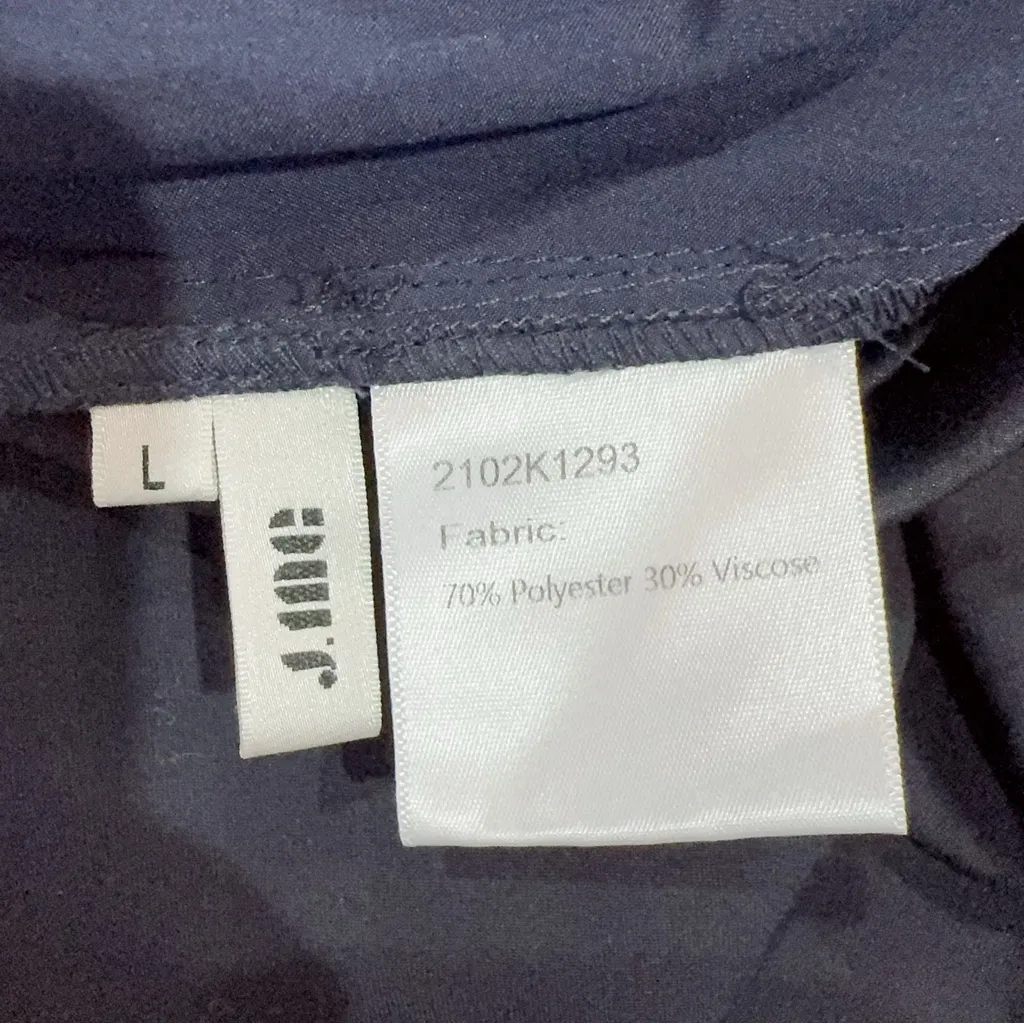 L
J.ING
2102K1293
Fabric:
70% Polyester 30% Viscose